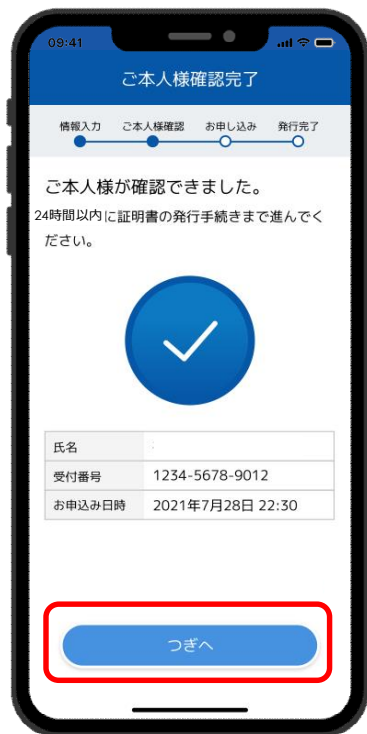 09:41
ご本人様確認完了
情報入力 ご本人様確認 お申し込み 発行完了
ご本人様が確認できました。
24時間以内に証明書の発行手続きまで進んでく
ださい。
氏名
受付番号 1234-5678-9012
お申込み日時 2021年7月28日 22:30
つぎへ